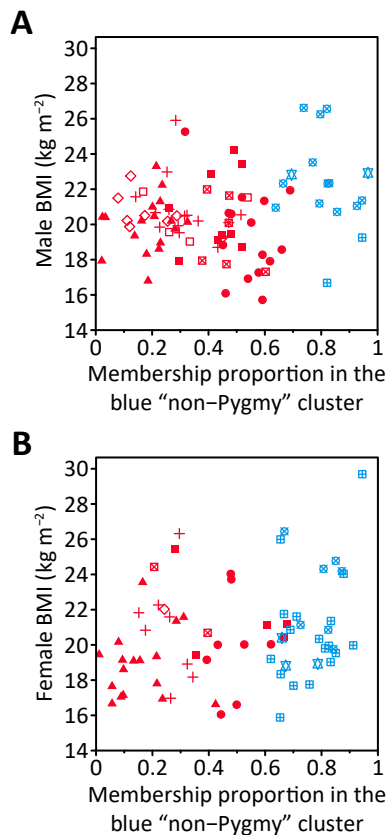 A
Male BMI (kg m⁻²)
30
28
26
24
22
20
18
16
14
0 0.2 0.4 0.6 0.8 1
Membership proportion in the
blue “non−Pygmy” cluster
B
Female BMI (kg m⁻²)
30
28
26
24
22
20
18
16
14
0 0.2 0.4 0.6 0.8 1
Membership proportion in the
blue “non−Pygmy” cluster